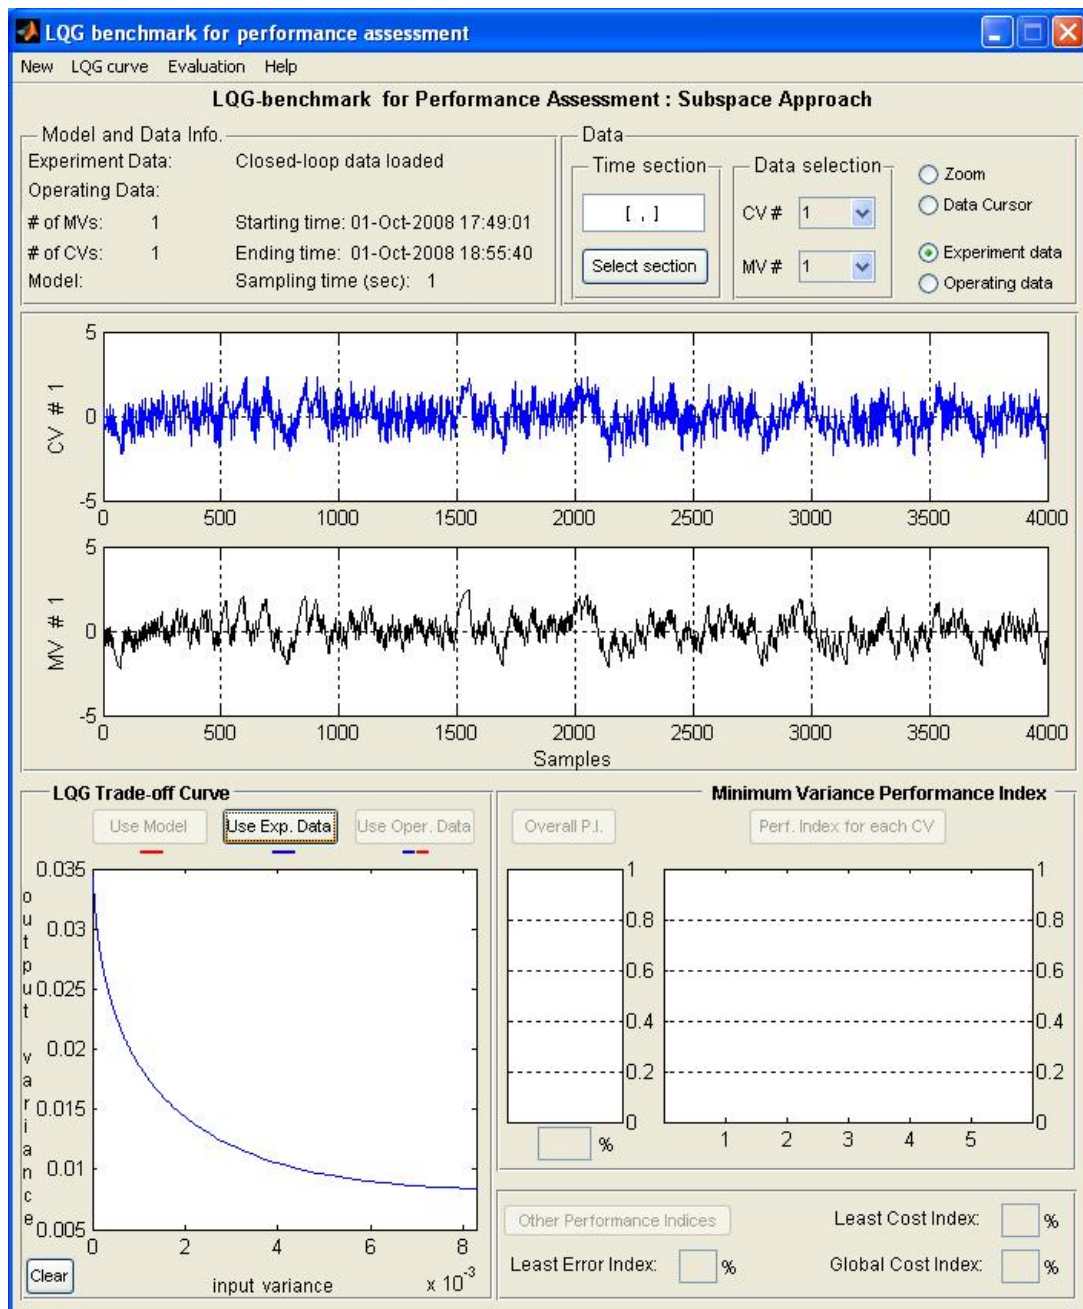 LQG benchmark for performance assessment
New LQG curve Evaluation Help
LQG-benchmark for Performance Assessment : Subspace Approach
Model and Data Info.
Experiment Data: Closed-loop data loaded
Operating Data:
# of MVs: 1 Starting time: 01-Oct-2008 17:49:01
# of CVs: 1 Ending time: 01-Oct-2008 18:55:40
Model: Sampling time (sec): 1
Data
Time section
[ , ]
Select section
Data selection
CV # 1
MV # 1
Zoom
Data Cursor
Experiment data
Operating data
CV # 1
5
0
-5
0 500 1000 1500 2000 2500 3000 3500 4000
MV # 1
5
0
-5
0 500 1000 1500 2000 2500 3000 3500 4000
Samples
LQG Trade-off Curve
Use Model Use Exp. Data Use Oper. Data
output variance
0.035
0.03
0.025
0.02
0.015
0.01
0.005
0 2 4 6 8
input variance x 10-3
Clear
Minimum Variance Performance Index
Overall P.I. Perf. Index for each CV
1
0.8
0.6
0.4
0.2
0
%
1
0.8
0.6
0.4
0.2
0
1 2 3 4 5
Other Performance Indices Least Cost Index: %
Least Error Index: % Global Cost Index: %